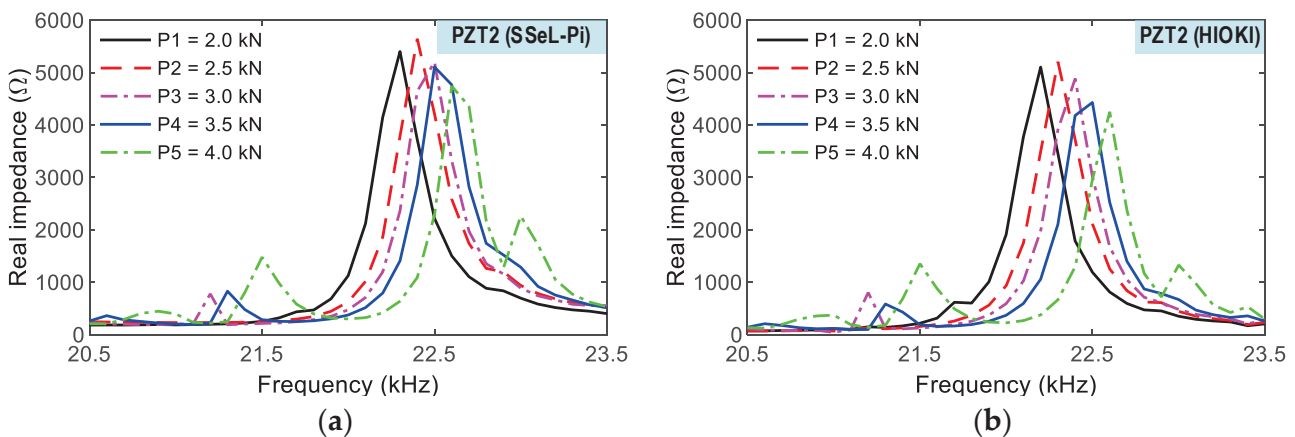 PZT2 (SSeL-Pi)
P1 = 2.0 kN
P2 = 2.5 kN
P3 = 3.0 kN
P4 = 3.5 kN
P5 = 4.0 kN
6000
5000
4000
3000
2000
1000
0
Real impedance (Ω)
20.5 21.5 22.5 23.5
Frequency (kHz)
(a)
PZT2 (HIOKI)
P1 = 2.0 kN
P2 = 2.5 kN
P3 = 3.0 kN
P4 = 3.5 kN
P5 = 4.0 kN
6000
5000
4000
3000
2000
1000
0
Real impedance (Ω)
20.5 21.5 22.5 23.5
Frequency (kHz)
(b)